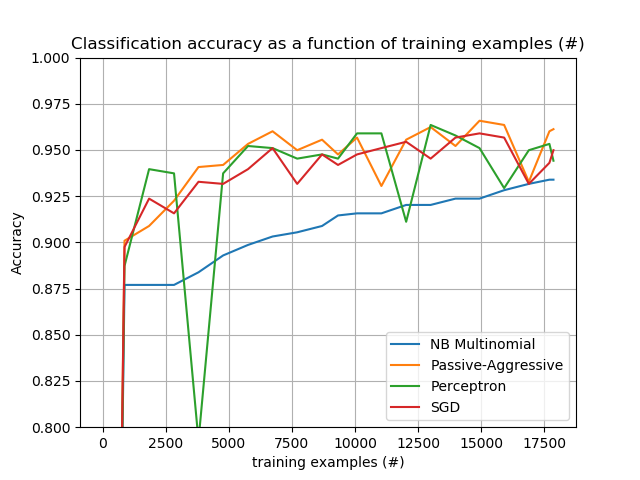 Classification accuracy as a function of training examples (#)
1.000
0.975
0.950
0.925
0.900
0.875
0.850
0.825
0.800
Accuracy
NB Multinomial
Passive-Aggressive
Perceptron
SGD
0 2500 5000 7500 10000 12500 15000 17500
training examples (#)